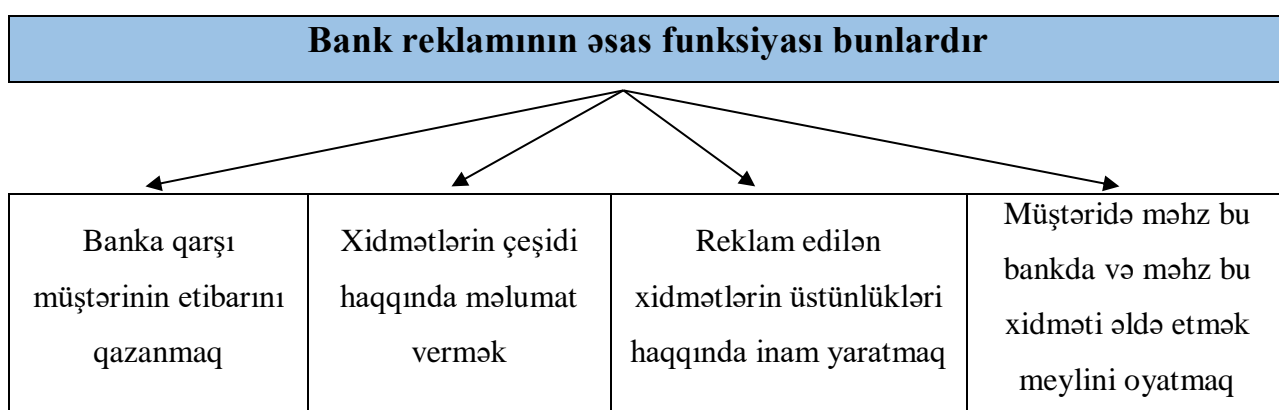 Bank reklamının əsas funksiyası bunlardır
Banka qarşı
müştərinin etibarını
qazanmaq
Xidmətlərin çeşidi
haqqında məlumat
vermək
Reklam edilən
xidmətlərin üstünlükləri
haqqında inam yaratmaq
Müştəridə məhz bu
bankda və məhz bu
xidməti əldə etmək
meylini oyatmaq